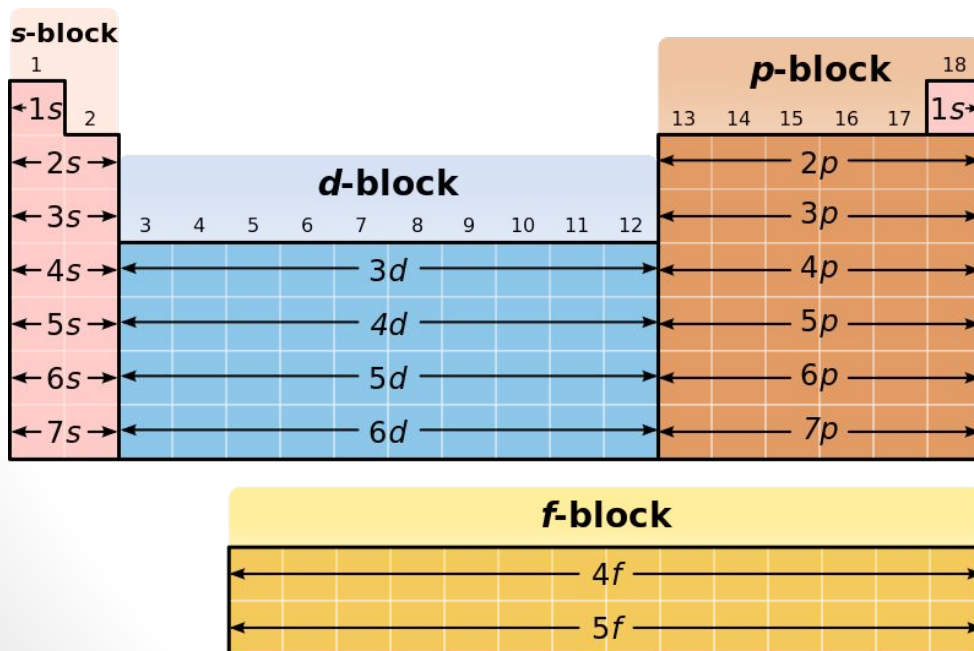 s-block
1
18
p-block
1s
2
13 14 15 16 17
1s
2s
2p
d-block
3s
3 4 5 6 7 8 9 10 11 12
3p
4s
3d
4p
5s
4d
5p
6s
5d
6p
7s
6d
7p
f-block
4f
5f